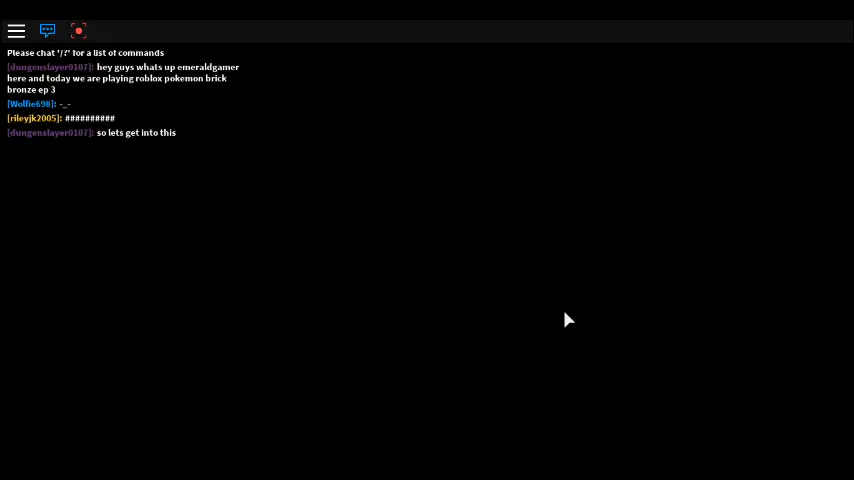 Please chat '/?' for a list of commands
[dungenslayer0107]: hey guys whats up emeraldgamer
here and today we are playing roblox pokemon brick
bronze ep 3
[Wolfie698]: -_-
[rileyjk2005]: ##########
[dungenslayer0107]: so lets get into this